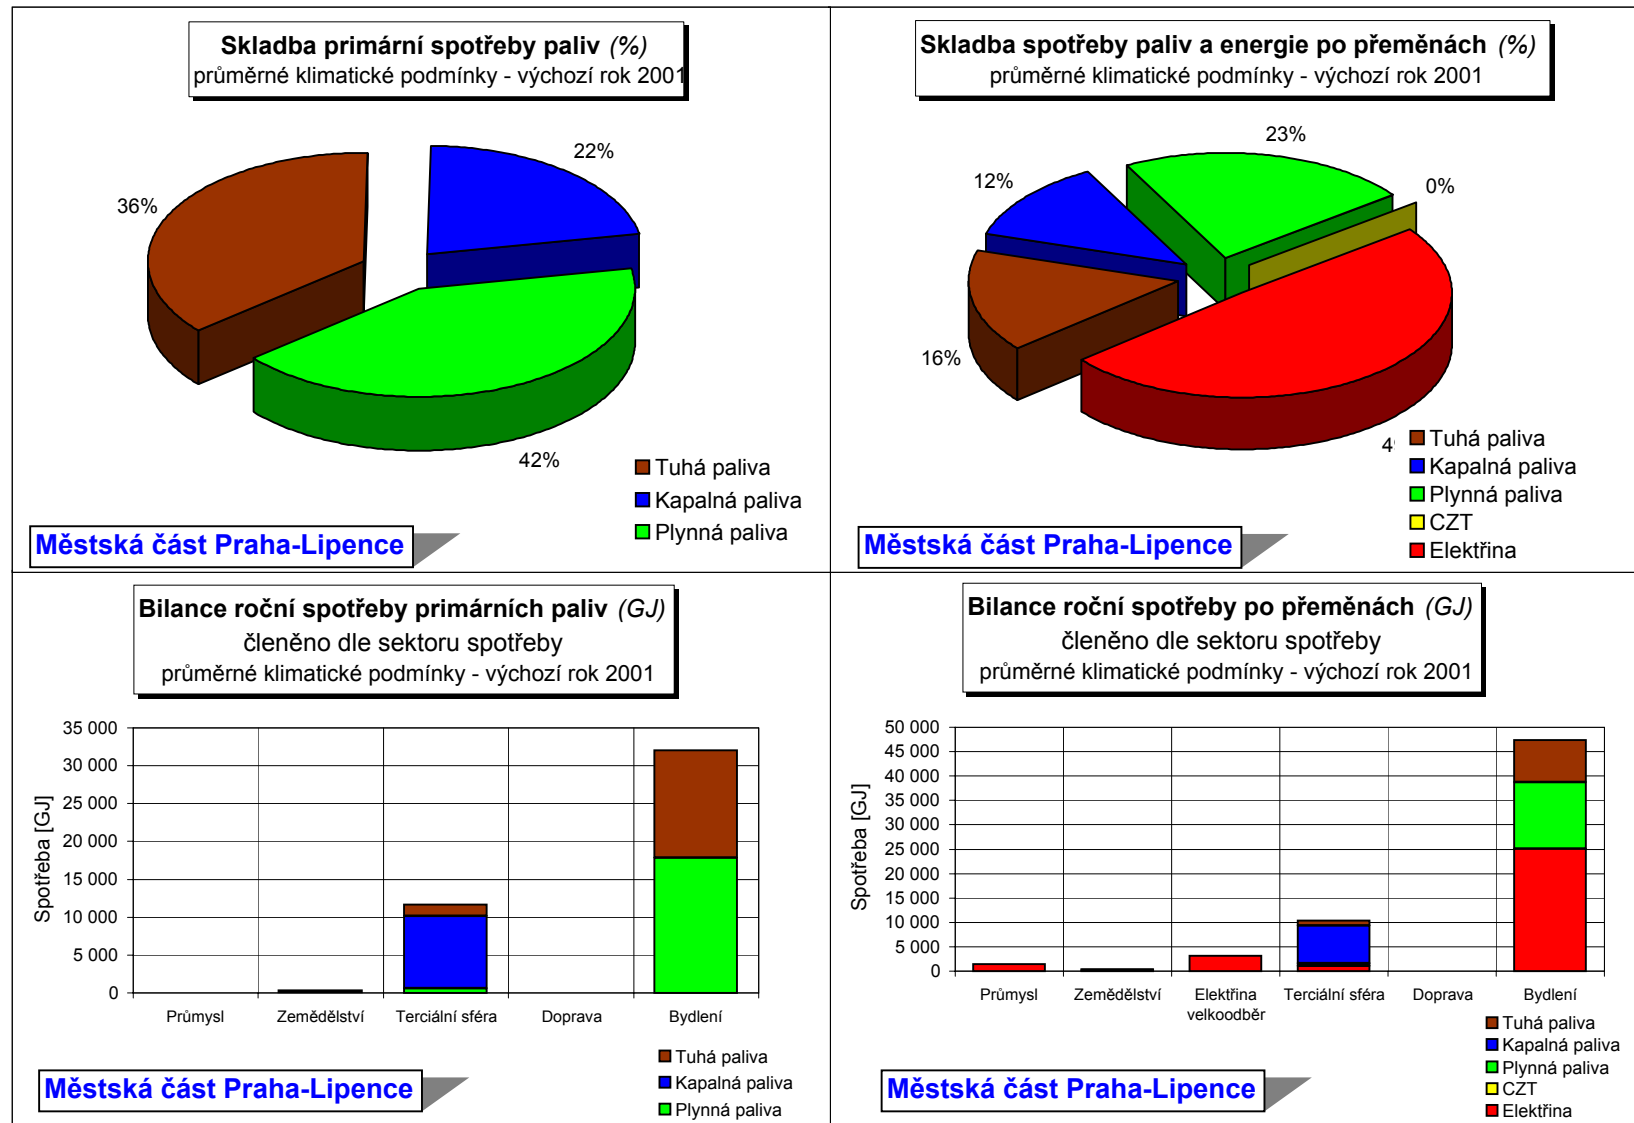 Skladba primární spotřeby paliv (%)
průměrné klimatické podmínky - výchozí rok 2001
36%
22%
42%
Tuhá paliva
Kapalná paliva
Plynná paliva
Městská část Praha-Lipence
Skladba spotřeby paliv a energie po přeměnách (%)
průměrné klimatické podmínky - výchozí rok 2001
23%
12%
0%
16%
Tuhá paliva
Kapalná paliva
Plynná paliva
CZT
Elektřina
Městská část Praha-Lipence
Bilance roční spotřeby primárních paliv (GJ)
členěno dle sektoru spotřeby
průměrné klimatické podmínky - výchozí rok 2001
Spotřeba [GJ]
35 000
30 000
25 000
20 000
15 000
10 000
5 000
0
Průmysl Zemědělství Terciální sféra Doprava Bydlení
Tuhá paliva
Kapalná paliva
Plynná paliva
Městská část Praha-Lipence
Bilance roční spotřeby po přeměnách (GJ)
členěno dle sektoru spotřeby
průměrné klimatické podmínky - výchozí rok 2001
Spotřeba [GJ]
50 000
45 000
40 000
35 000
30 000
25 000
20 000
15 000
10 000
5 000
0
Průmysl Zemědělství Elektřina Terciální sféra Doprava Bydlení
velkoodběr
Tuhá paliva
Kapalná paliva
Plynná paliva
CZT
Elektřina
Městská část Praha-Lipence